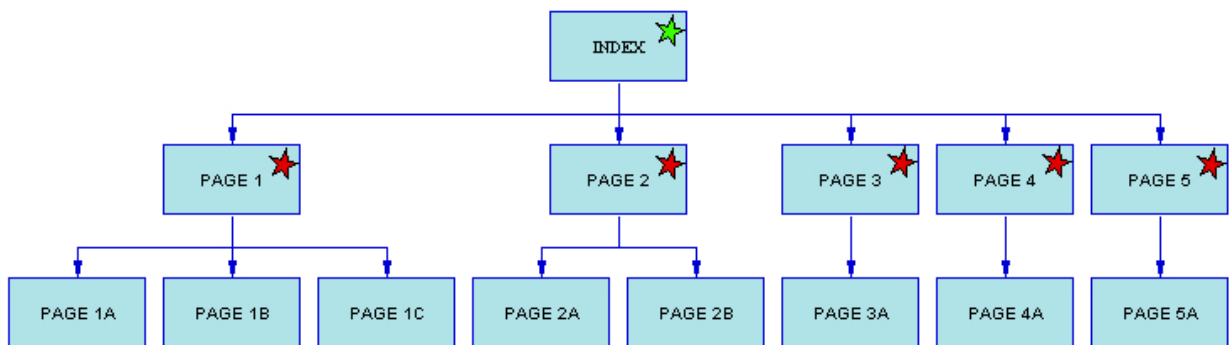 INDEX
PAGE 1
PAGE 2
PAGE 3
PAGE 4
PAGE 5
PAGE 1A
PAGE 1B
PAGE 1C
PAGE 2A
PAGE 2B
PAGE 3A
PAGE 4A
PAGE 5A